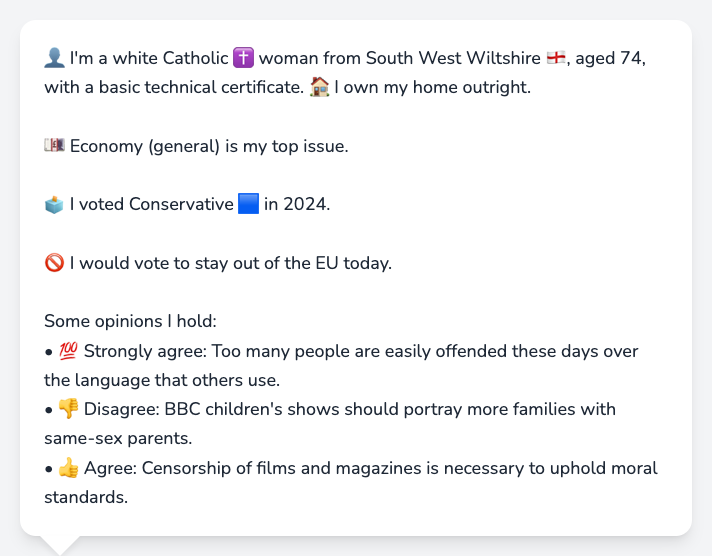 👤 I'm a white Catholic ✝️ woman from South West Wiltshire 🏴󠁧󠁢󠁥󠁮󠁧󠁿, aged 74,
with a basic technical certificate. 🏠 I own my home outright.
💷 Economy (general) is my top issue.
🗳️ I voted Conservative 🟦 in 2024.
🚫 I would vote to stay out of the EU today.
Some opinions I hold:
• 💯 Strongly agree: Too many people are easily offended these days over
the language that others use.
• 👎 Disagree: BBC children's shows should portray more families with
same-sex parents.
• 👍 Agree: Censorship of films and magazines is necessary to uphold moral
standards.